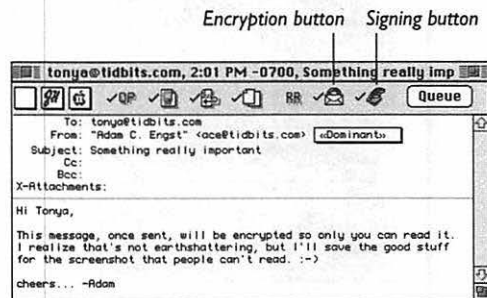 Encryption button Signing button
tonya@tidbits.com, 2:01 PM -0700, Something really imp
QP RR Queue
To: tonya@tidbits.com
From: "Adam C. Engst" <ace@tidbits.com> «Dominant»
Subject: Something really important
Cc:
Bcc:
X-Attachments:
Hi Tonya,
This message, once sent, will be encrypted so only you can read it.
I realize that's not earthshattering, but I'll save the good stuff
for the screenshot that people can't read. :-)
cheers... -Adam